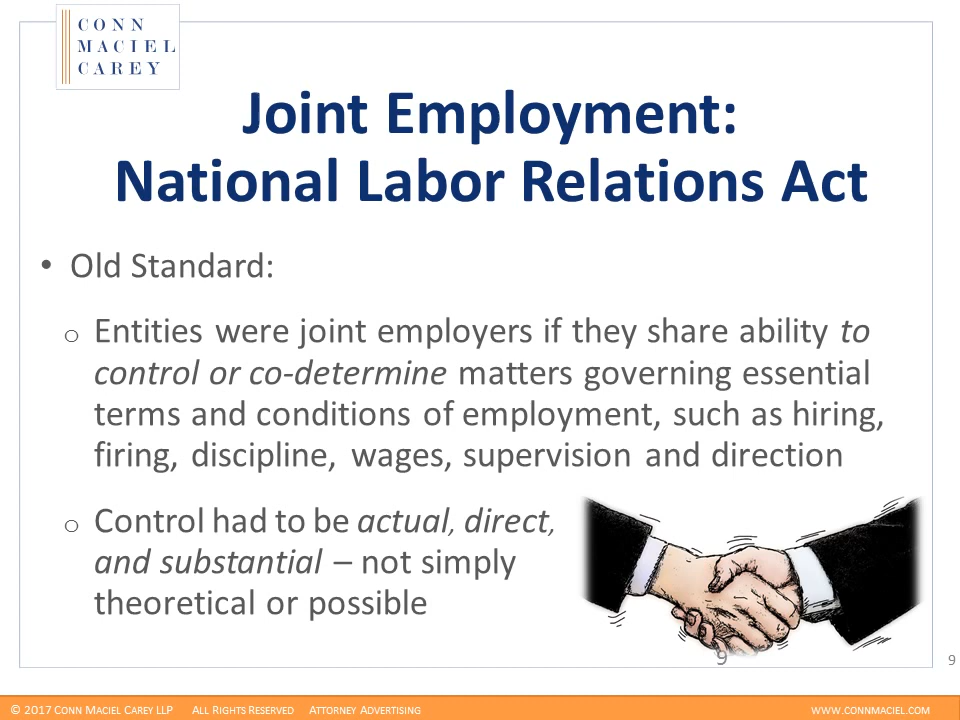 CONN
MACIEL
CAREY
Joint Employment:
National Labor Relations Act
• Old Standard:
o Entities were joint employers if they share ability to
control or co-determine matters governing essential
terms and conditions of employment, such as hiring,
firing, discipline, wages, supervision and direction
o Control had to be actual, direct,
and substantial – not simply
theoretical or possible
9
9
© 2017 CONN MACIEL CAREY LLP ALL RIGHTS RESERVED ATTORNEY ADVERTISING WWW.CONNMACIEL.COM